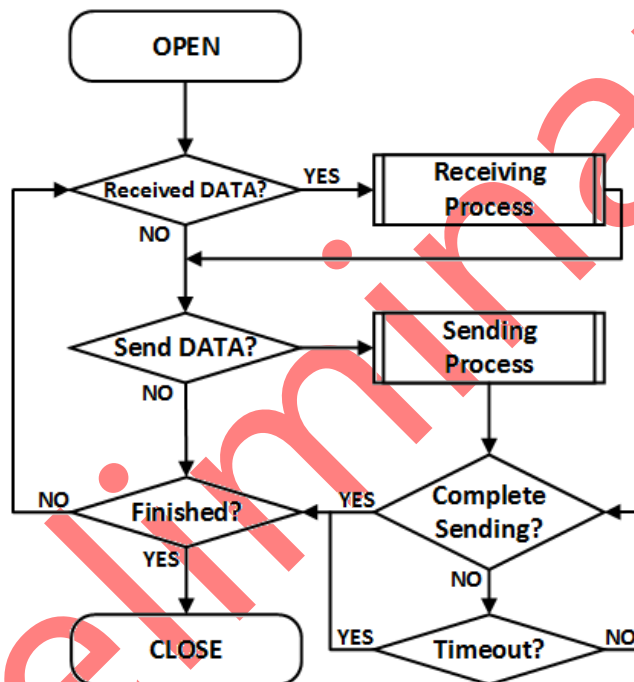 OPEN
Received DATA?
YES
Receiving
Process
NO
Send DATA?
Sending
Process
NO
Finished?
NO
YES
Complete
Sending?
YES
NO
CLOSE
YES
Timeout?
NO
elimina